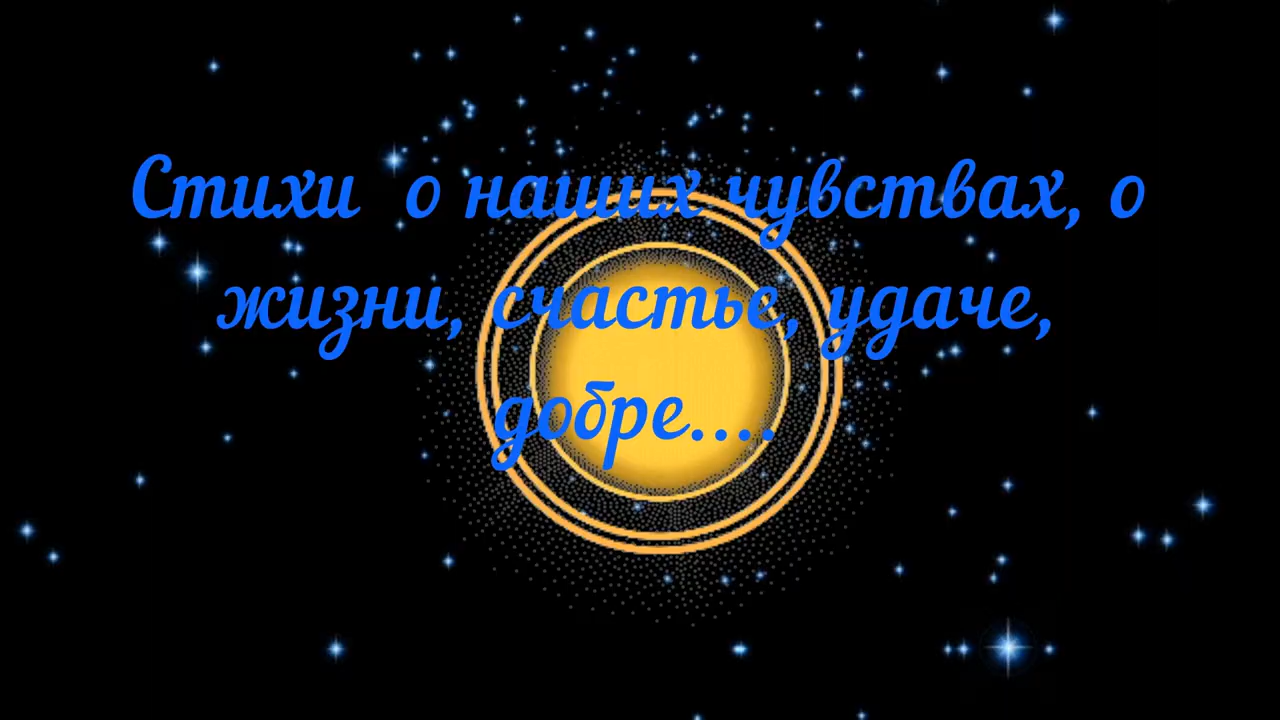 Стихи о наших чувствах, о
жизни, счастье, удаче,
добре....